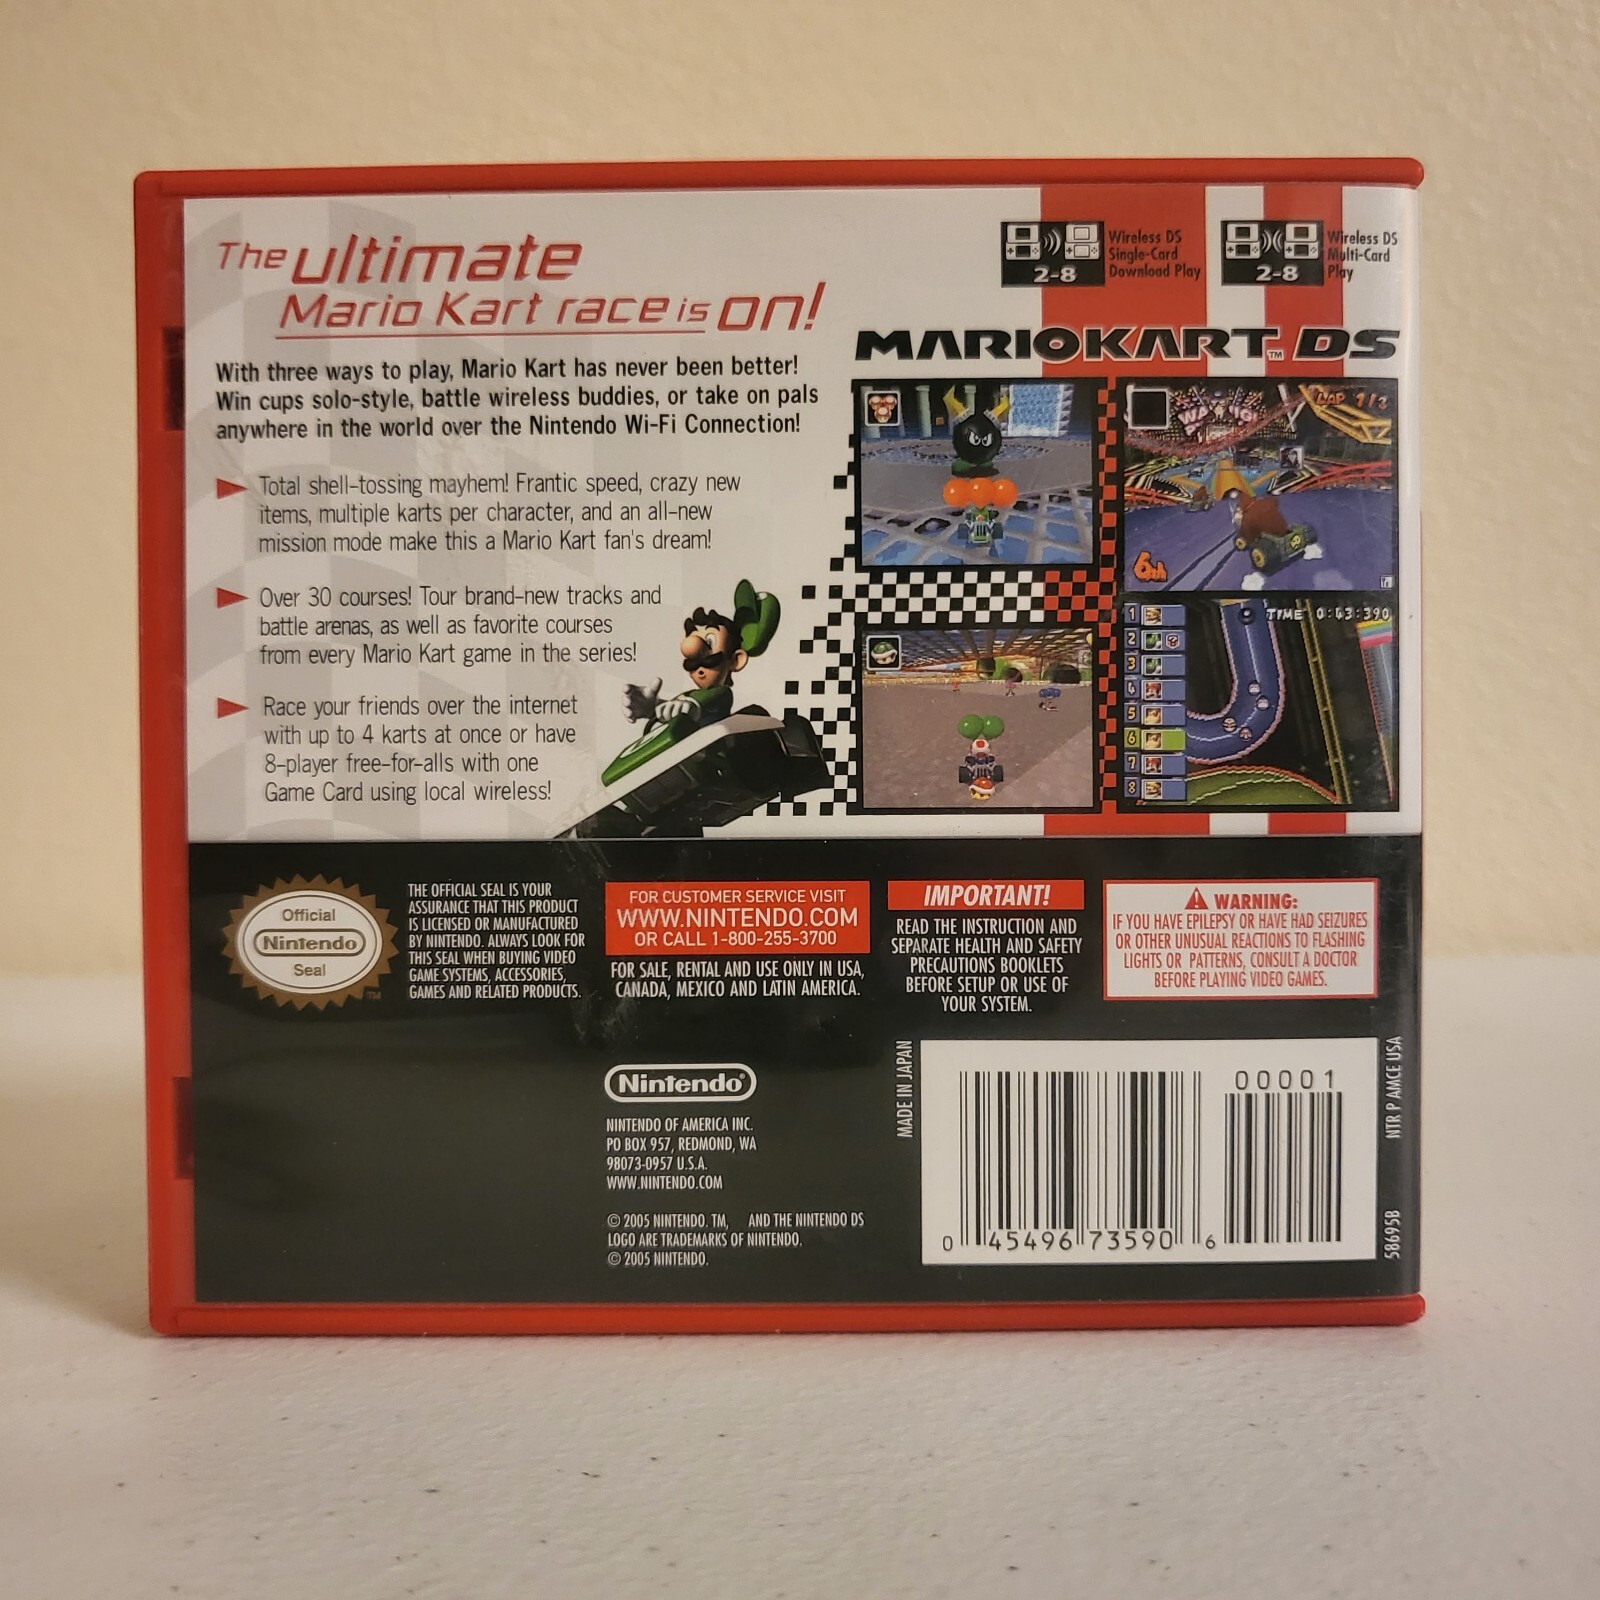 The ultimate
Mario Kart race is on!
With three ways to play, Mario Kart has never been better!
Win cups solo-style, battle wireless buddies, or take on pals
anywhere in the world over the Nintendo Wi-Fi Connection!
Total shell-tossing mayhem! Frantic speed, crazy new
items, multiple karts per character, and an all-new
mission mode make this a Mario Kart fan's dream!
Over 30 courses! Tour brand-new tracks and
battle arenas, as well as favorite courses
from every Mario Kart game in the series!
Race your friends over the internet
with up to 4 karts at once or have
8-player free-for-alls with one
Game Card using local wireless!
2-8
Wireless DS
Single-Card
Download Play
2-8
Wireless DS
Multi-Card
Play
MARIOKART™ DS
LAP 1/3
6th
TIME 0:43:390
1
2
3
4
5
6
7
8
Official
Nintendo
Seal
TM
THE OFFICIAL SEAL IS YOUR
ASSURANCE THAT THIS PRODUCT
IS LICENSED OR MANUFACTURED
BY NINTENDO. ALWAYS LOOK FOR
THIS SEAL WHEN BUYING VIDEO
GAME SYSTEMS, ACCESSORIES,
GAMES AND RELATED PRODUCTS.
FOR CUSTOMER SERVICE VISIT
WWW.NINTENDO.COM
OR CALL 1-800-255-3700
FOR SALE, RENTAL AND USE ONLY IN USA,
CANADA, MEXICO AND LATIN AMERICA.
IMPORTANT!
READ THE INSTRUCTION AND
SEPARATE HEALTH AND SAFETY
PRECAUTIONS BOOKLETS
BEFORE SETUP OR USE OF
YOUR SYSTEM.
WARNING:
IF YOU HAVE EPILEPSY OR HAVE HAD SEIZURES
OR OTHER UNUSUAL REACTIONS TO FLASHING
LIGHTS OR PATTERNS, CONSULT A DOCTOR
BEFORE PLAYING VIDEO GAMES.
Nintendo®
NINTENDO OF AMERICA INC.
PO BOX 957, REDMOND, WA
98073-0957 U.S.A.
WWW.NINTENDO.COM
© 2005 NINTENDO. TM, AND THE NINTENDO DS
LOGO ARE TRADEMARKS OF NINTENDO.
© 2005 NINTENDO.
MADE IN JAPAN
00001
0 45496 73590 6
NTR P AMCE USA
58695B